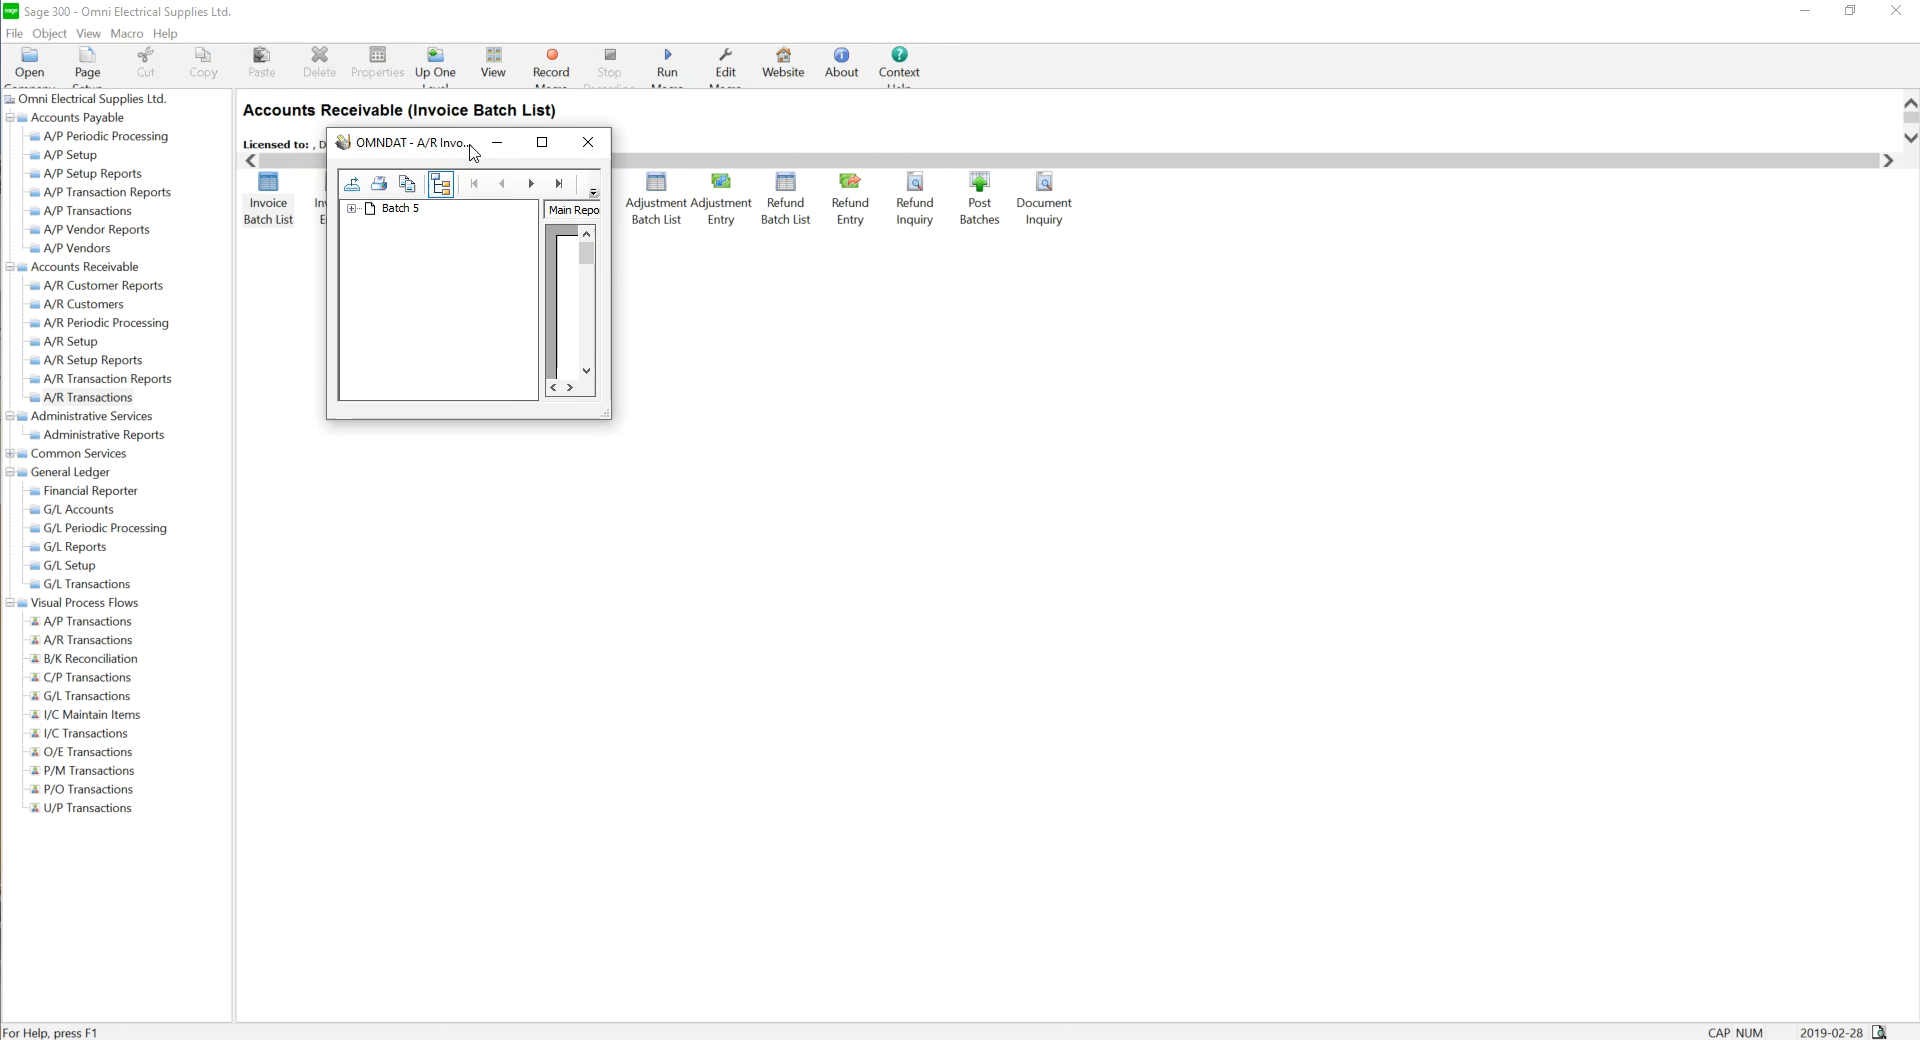 sage Sage 300 - Omni Electrical Supplies Ltd.
File Object View Macro Help
Open Page Cut Copy Paste Delete Properties Up One View Record Stop Run Edit Website About Context
Omni Electrical Supplies Ltd.
Accounts Payable
A/P Periodic Processing
A/P Setup
A/P Setup Reports
A/P Transaction Reports
A/P Transactions
A/P Vendor Reports
A/P Vendors
Accounts Receivable
A/R Customer Reports
A/R Customers
A/R Periodic Processing
A/R Setup
A/R Setup Reports
A/R Transaction Reports
A/R Transactions
Administrative Services
Administrative Reports
Common Services
General Ledger
Financial Reporter
G/L Accounts
G/L Periodic Processing
G/L Reports
G/L Setup
G/L Transactions
Visual Process Flows
A/P Transactions
A/R Transactions
B/K Reconciliation
C/P Transactions
G/L Transactions
I/C Maintain Items
I/C Transactions
O/E Transactions
P/M Transactions
P/O Transactions
U/P Transactions
Accounts Receivable (Invoice Batch List)
Licensed to: , D
Invoice
Batch List
Adjustment
Batch List
Adjustment
Entry
Refund
Batch List
Refund
Entry
Refund
Inquiry
Post
Batches
Document
Inquiry
OMNDAT - A/R Invo...
Batch 5
Main Repo
For Help, press F1
CAP NUM 2019-02-28